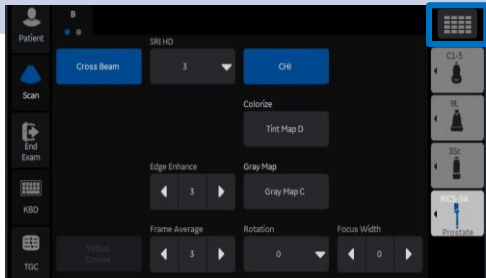 Patient
Scan
End
Exam
KBD
TGC
B
SRI HD
Cross Beam
3
CHI
Colorize
Tint Map D
Edge Enhance
Gray Map
3
Gray Map C
Frame Average
Rotation
Focus Width
Virtual
Convex
3
0
0
C1-5
9L
3Sc
RIC5-9A
Prostate